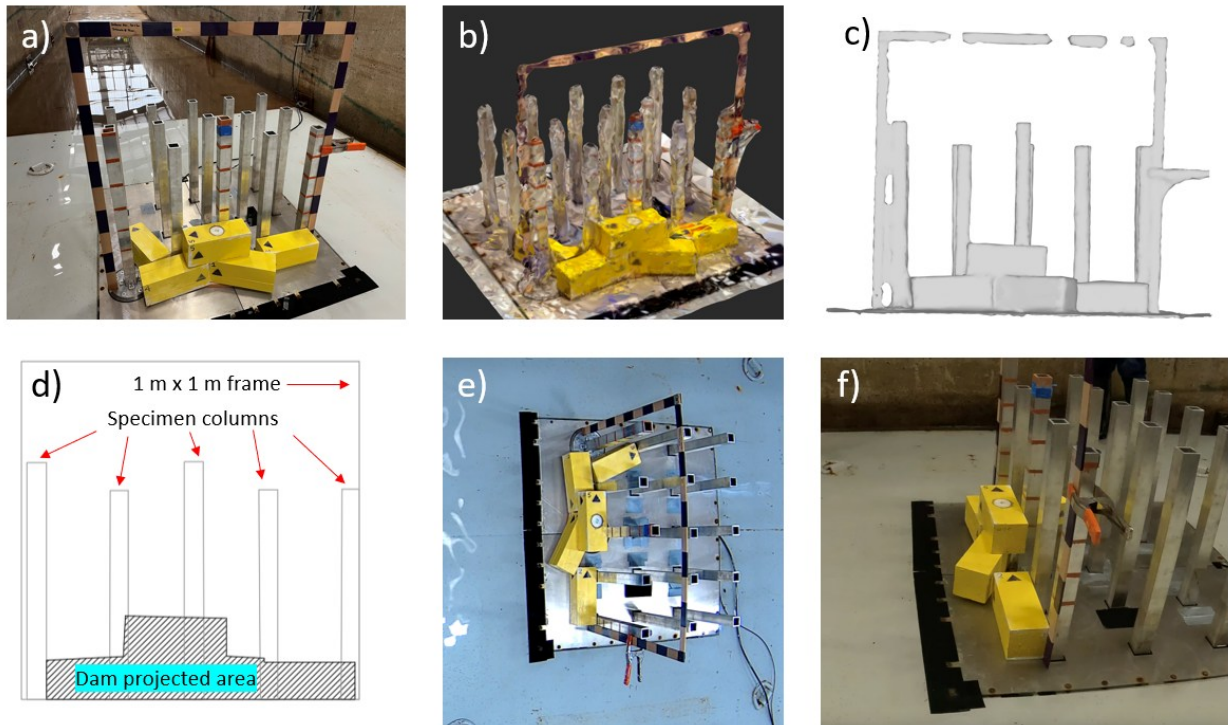 a)
b)
c)
d)
1 m x 1 m frame
Specimen columns
Dam projected area
e)
f)